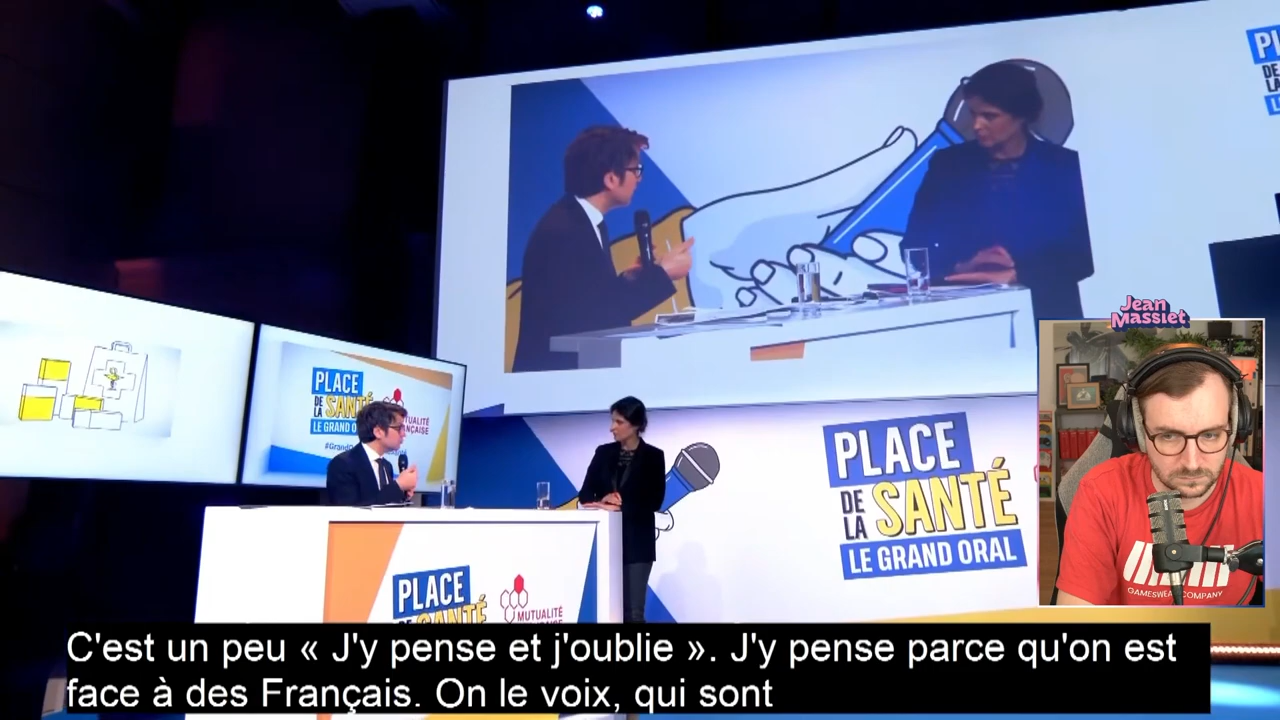 PLACE
DE
LA
SANTÉ
LE GRAND ORAL
PLACE
DE
LA
SANTÉ
LE GRAND
FRANÇAISE
PLACE
MUTUALITÉ
Jean
Massiet
GAMESWEAR COMPANY
C'est un peu « J'y pense et j'oublie ». J'y pense parce qu'on est
face à des Français. On le voix, qui sont